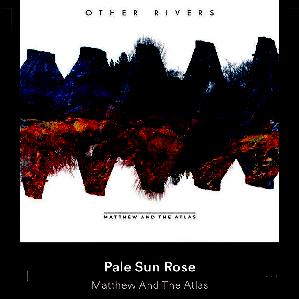 OTHER RIVERS
MATTHEW AND THE ATLAS
Pale Sun Rose
Matthew And The Atlas